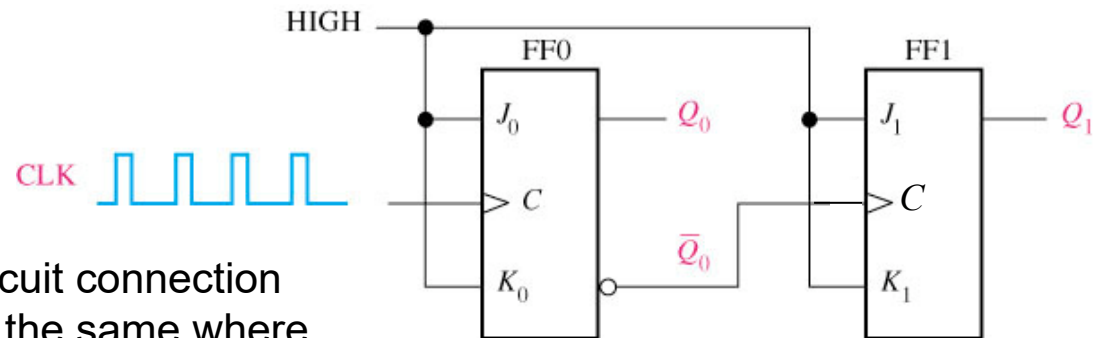 HIGH
FF0
FF1
J₀
Q₀
J₁
Q₁
CLK
C
C
Q̅₀
cuit connection
K₀
K₁
the same where